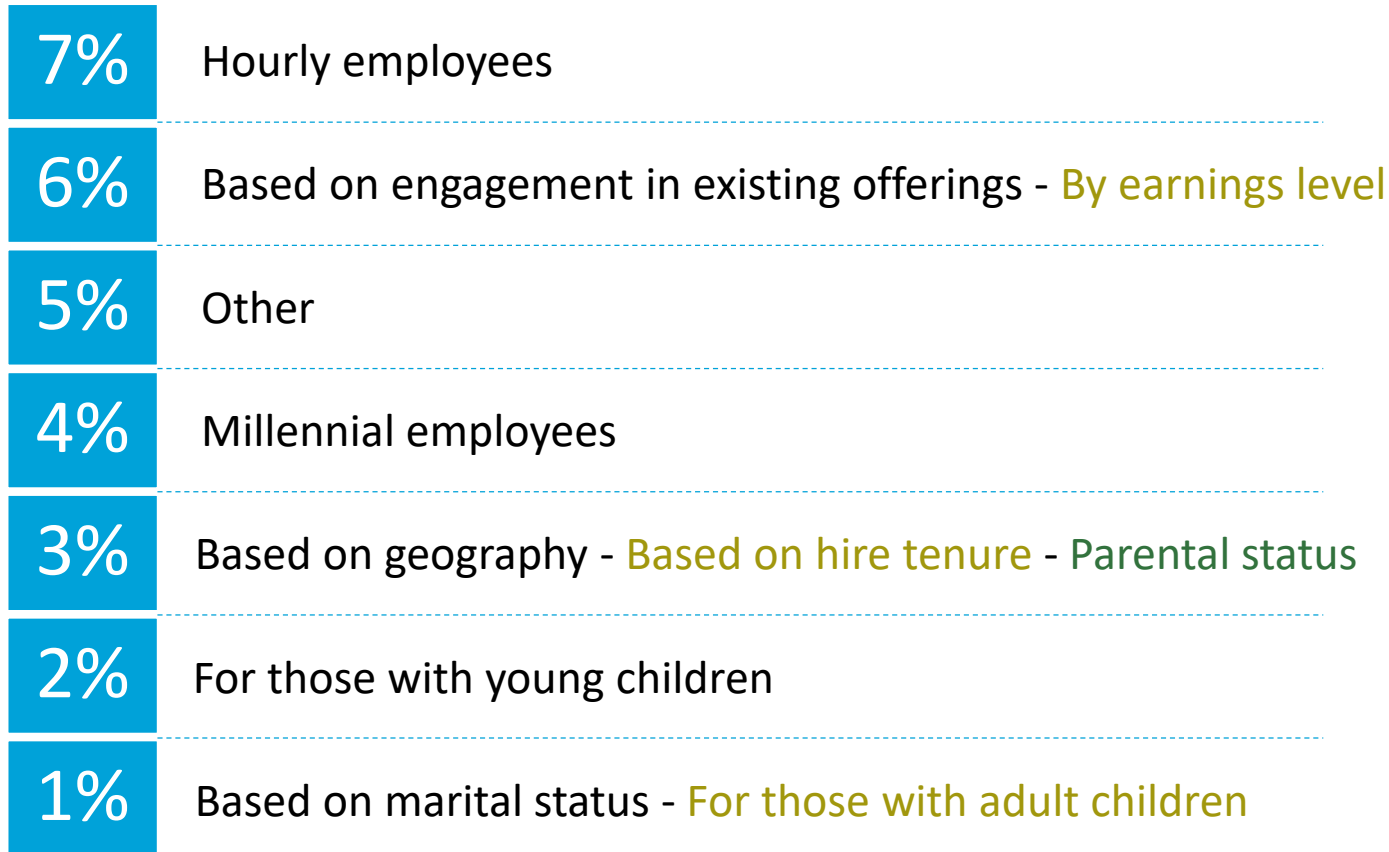 7% Hourly employees
6% Based on engagement in existing offerings - By earnings level
5% Other
4% Millennial employees
3% Based on geography - Based on hire tenure - Parental status
2% For those with young children
1% Based on marital status - For those with adult children